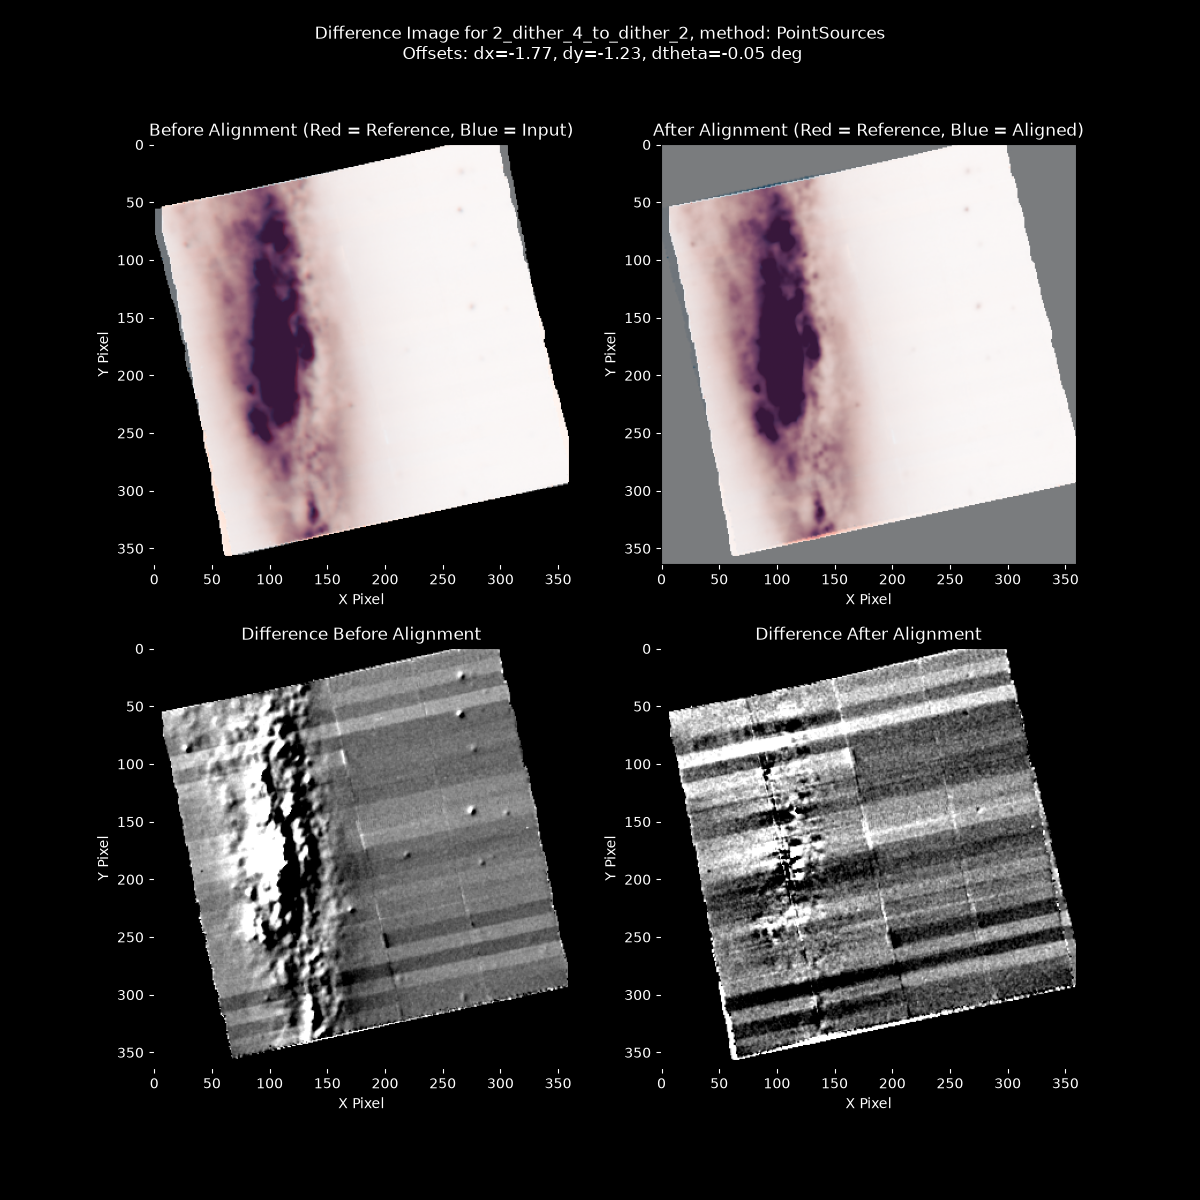 Difference Image for 2_dither_4_to_dither_2, method: PointSources
Offsets: dx=-1.77, dy=-1.23, dtheta=-0.05 deg
Before Alignment (Red = Reference, Blue = Input)
After Alignment (Red = Reference, Blue = Aligned)
0
50
100
150
200
250
300
350
Y Pixel
0 50 100 150 200 250 300 350
X Pixel
0
50
100
150
200
250
300
350
Y Pixel
0 50 100 150 200 250 300 350
X Pixel
Difference Before Alignment
Difference After Alignment
0
50
100
150
200
250
300
350
Y Pixel
0 50 100 150 200 250 300 350
X Pixel
0
50
100
150
200
250
300
350
Y Pixel
0 50 100 150 200 250 300 350
X Pixel